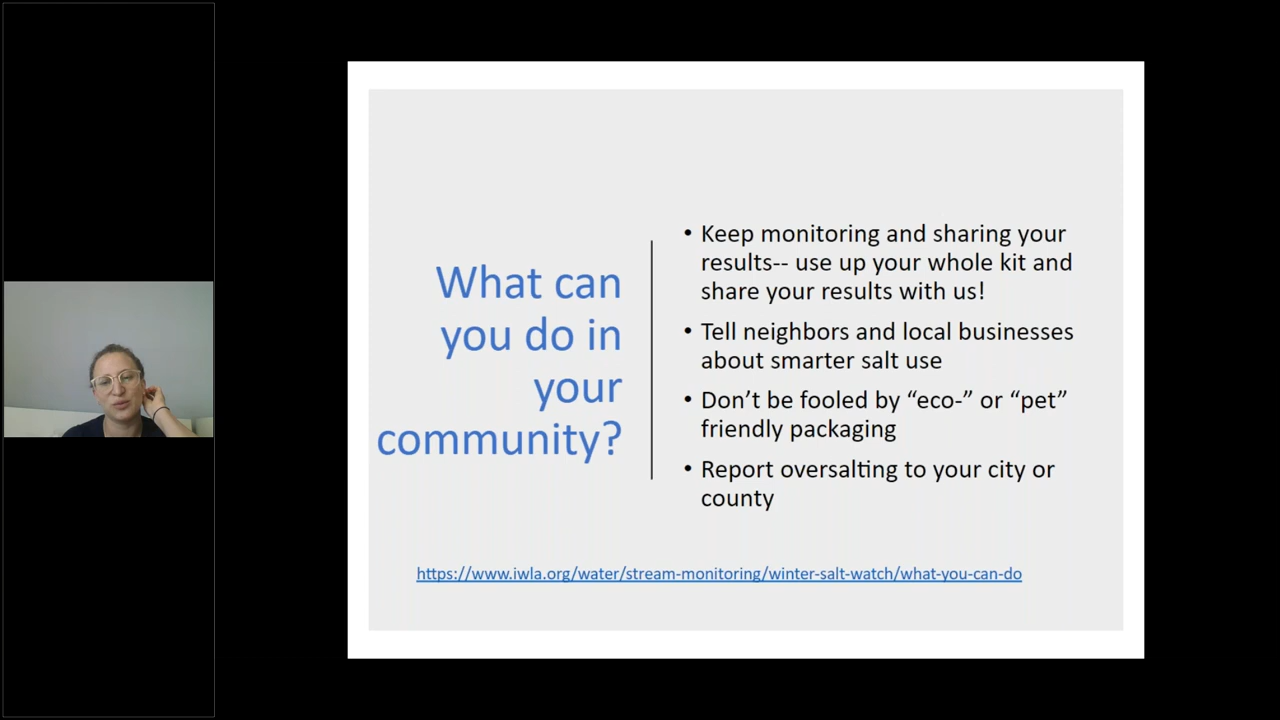 What can
you do in
your
community?
• Keep monitoring and sharing your
results-- use up your whole kit and
share your results with us!
• Tell neighbors and local businesses
about smarter salt use
• Don’t be fooled by “eco-” or “pet”
friendly packaging
• Report oversalting to your city or
county
https://www.iwla.org/water/stream-monitoring/winter-salt-watch/what-you-can-do